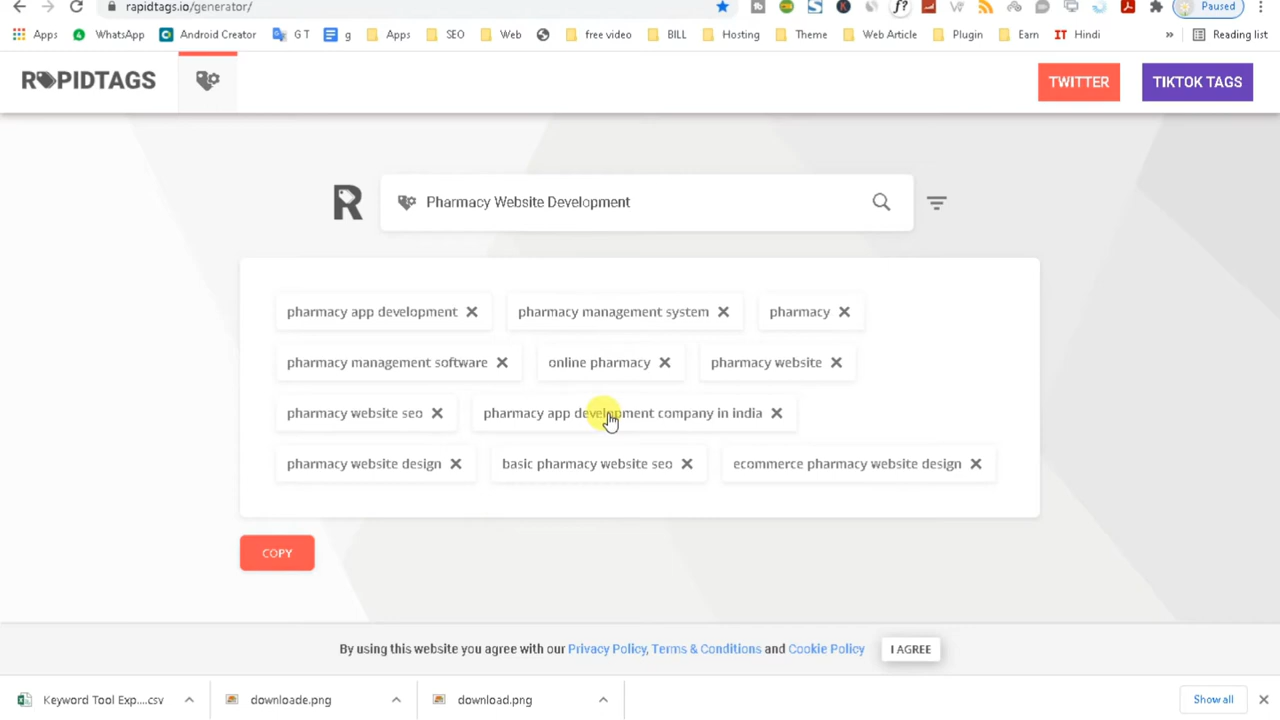 rapidtags.io/generator/
Paused
Apps WhatsApp Android Creator G T g Apps SEO Web free video BILL Hosting Theme Web Article Plugin Earn IT Hindi » Reading list
RAPIDTAGS
TWITTER
TIKTOK TAGS
R
Pharmacy Website Development
pharmacy app development
pharmacy management system
pharmacy
pharmacy management software
online pharmacy
pharmacy website
pharmacy website seo
pharmacy app development company in india
pharmacy website design
basic pharmacy website seo
ecommerce pharmacy website design
COPY
By using this website you agree with our Privacy Policy, Terms & Conditions and Cookie Policy
I AGREE
Keyword Tool Exp....csv
downloade.png
download.png
Show all